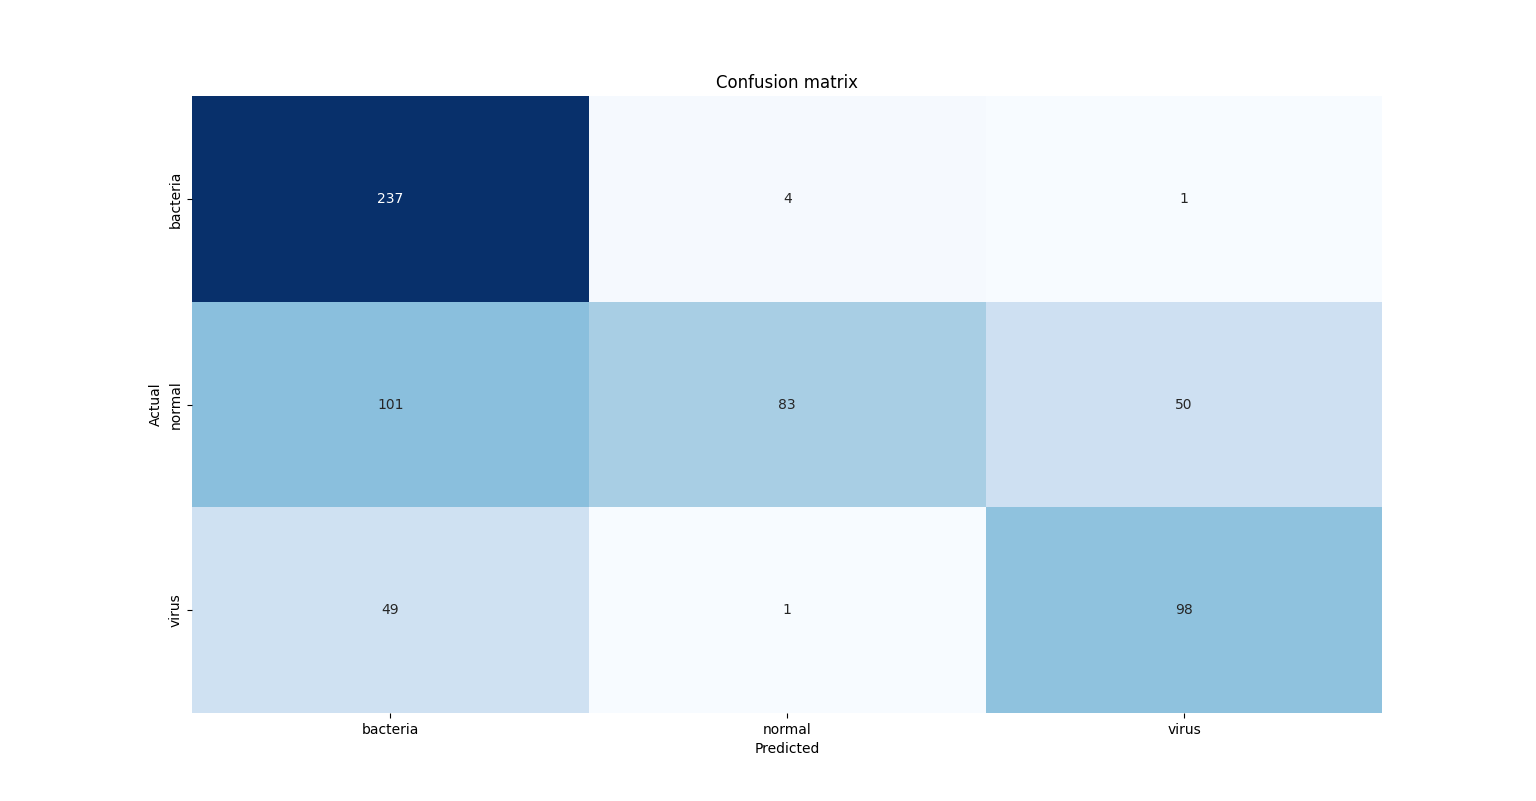 Confusion matrix
bacteria
237
4
1
Actual
normal
101
83
50
virus
49
1
98
bacteria
normal
virus
Predicted